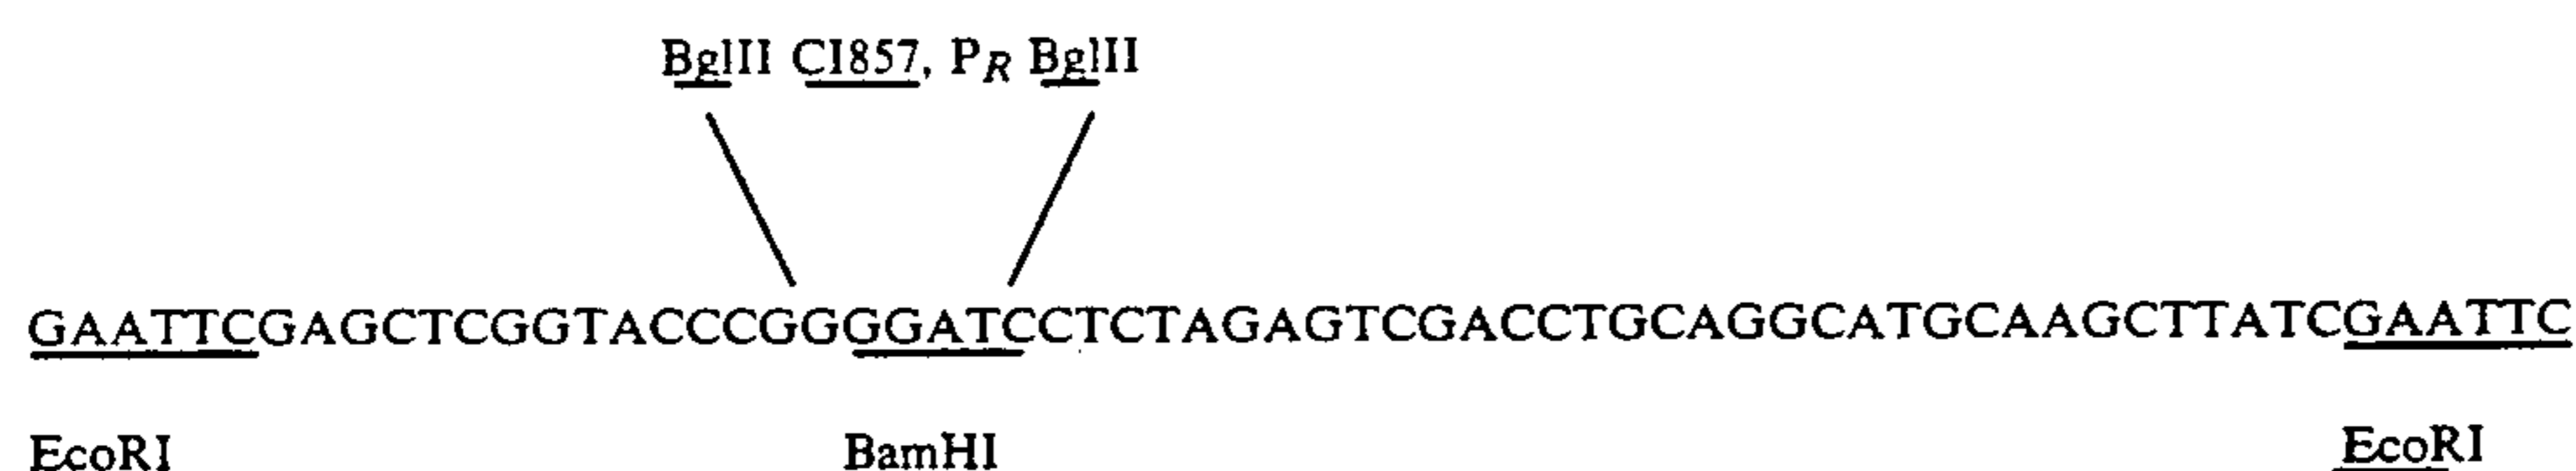 BglII CI857, PR BglII
GAATTCGAGCTCGGTACCCGGGGATCCTCTAGAGTCGACCTGCAGGCATGCAAGCTTATCGAATTC
EcoRI BamHI EcoRI